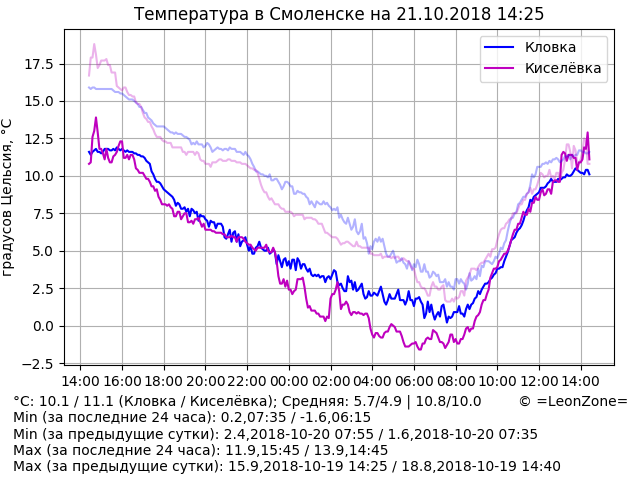 Температура в Смоленске на 21.10.2018 14:25
Кловка
Киселёвка
градусов Цельсия, °C
17.5
15.0
12.5
10.0
7.5
5.0
2.5
0.0
−2.5
14:00 16:00 18:00 20:00 22:00 00:00 02:00 04:00 06:00 08:00 10:00 12:00 14:00
°C: 10.1 / 11.1 (Кловка / Киселёвка); Средняя: 5.7/4.9 | 10.8/10.0 © =LeonZone=
Min (за последние 24 часа): 0.2,07:35 / -1.6,06:15
Min (за предыдущие сутки): 2.4,2018-10-20 07:55 / 1.6,2018-10-20 07:35
Max (за последние 24 часа): 11.9,15:45 / 13.9,14:45
Max (за предыдущие сутки): 15.9,2018-10-19 14:25 / 18.8,2018-10-19 14:40